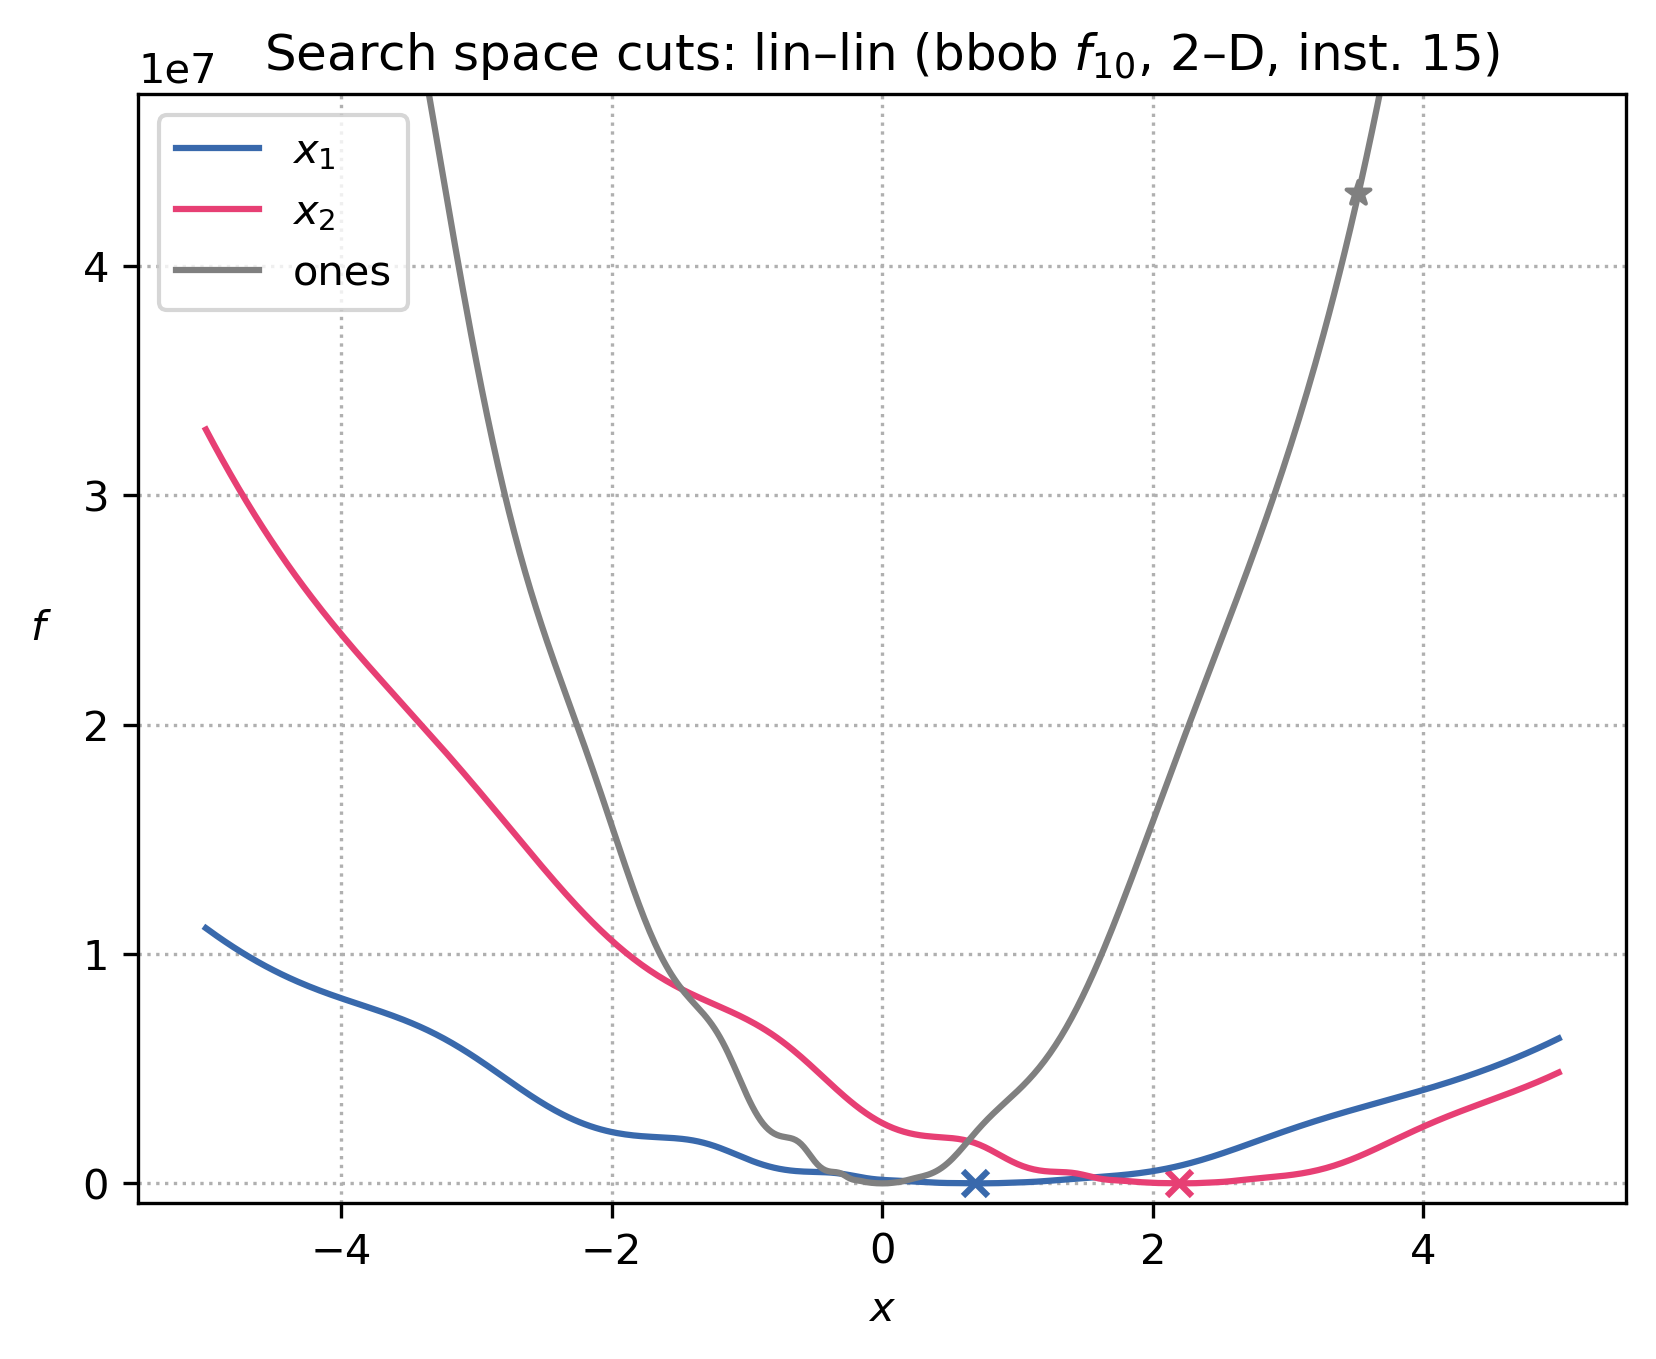 1e7 Search space cuts: lin–lin (bbob f10, 2–D, inst. 15)
x1
x2
ones
4
3
2
1
0
f
−4 −2 0 2 4
x